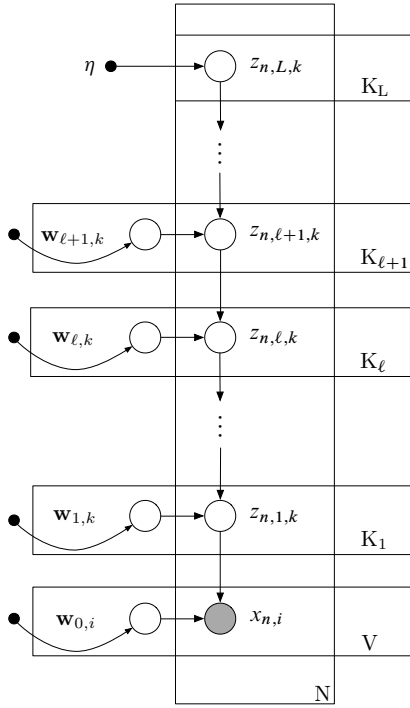 η z_{n,L,k}
K_L
⋮
w_{ℓ+1,k} z_{n,ℓ+1,k}
K_{ℓ+1}
w_{ℓ,k} z_{n,ℓ,k}
K_ℓ
⋮
w_{1,k} z_{n,1,k}
K_1
w_{0,i} x_{n,i}
V
N